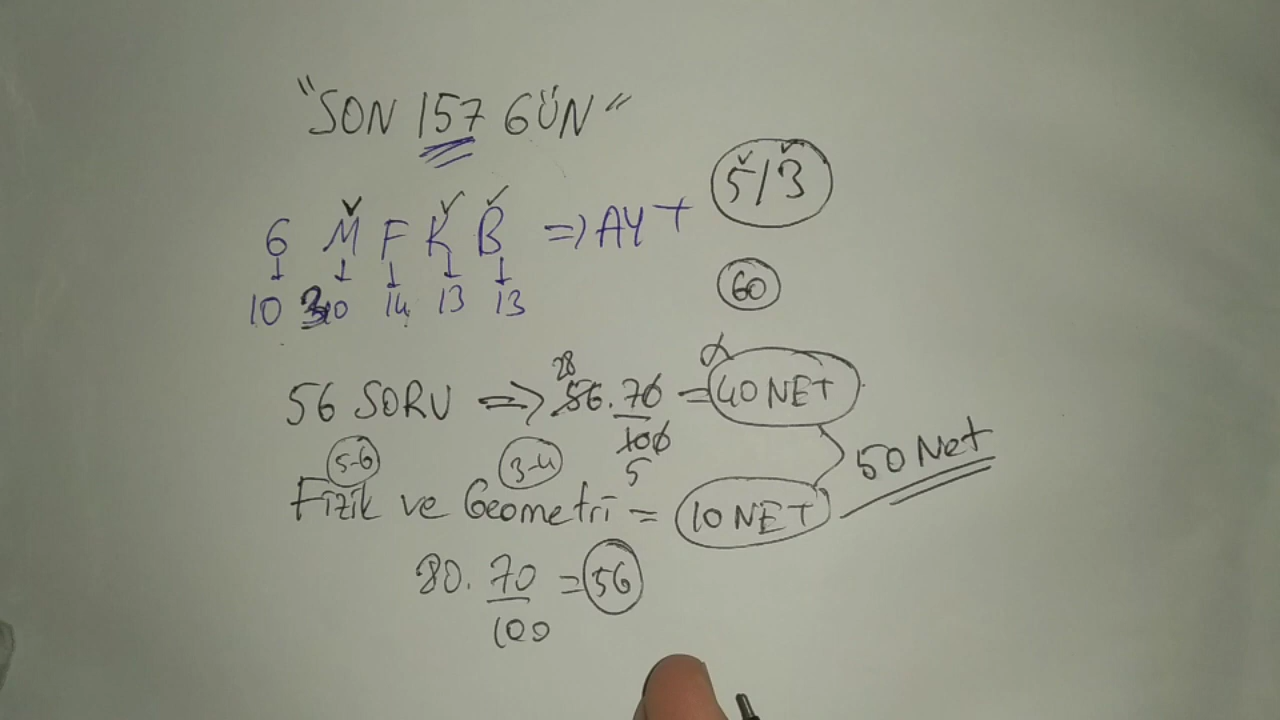 "SON 157 GÜN"
5/3
G M F K B => AYT
10 30 14 13 13
60
28
56 SORU => 56.70 = 40 NET
100
5
5-6 3-4
50 Net
Fizik ve Geometri = 10 NET
80. 70 = 56
100